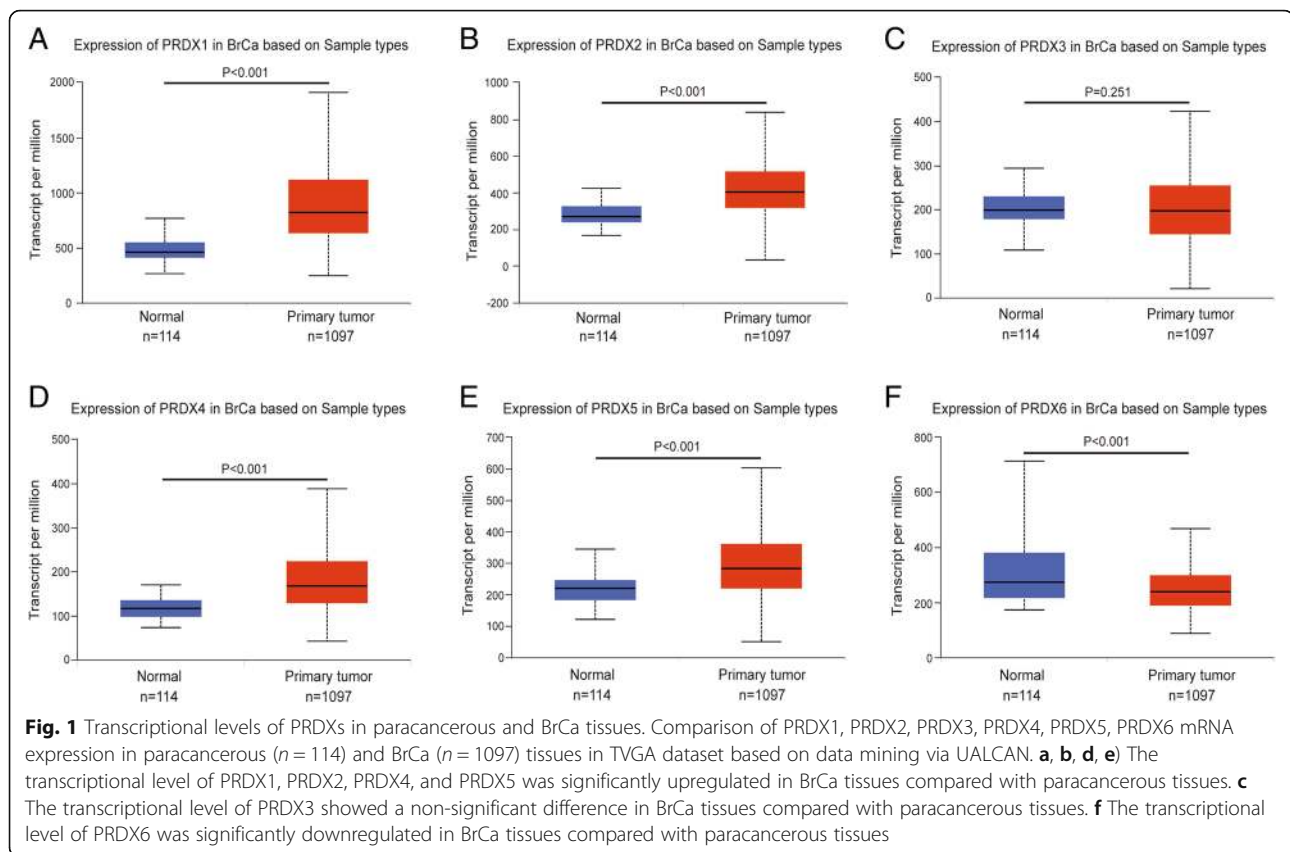 A
Expression of PRDX1 in BrCa based on Sample types
P<0.001
2000
1500
1000
500
0
Transcript per million
Normal
n=114
Primary tumor
n=1097
B
Expression of PRDX2 in BrCa based on Sample types
P<0.001
1000
800
600
400
200
0
-200
Transcript per million
Normal
n=114
Primary tumor
n=1097
C
Expression of PRDX3 in BrCa based on Sample types
P=0.251
500
400
300
200
100
0
Transcript per million
Normal
n=114
Primary tumor
n=1097
D
Expression of PRDX4 in BrCa based on Sample types
P<0.001
500
400
300
200
100
0
Transcript per million
Normal
n=114
Primary tumor
n=1097
E
Expression of PRDX5 in BrCa based on Sample types
P<0.001
700
600
500
400
300
200
100
0
Transcript per million
Normal
n=114
Primary tumor
n=1097
F
Expression of PRDX6 in BrCa based on Sample types
P<0.001
800
600
400
200
0
Transcript per million
Normal
n=114
Primary tumor
n=1097
Fig. 1 Transcriptional levels of PRDXs in paracancerous and BrCa tissues. Comparison of PRDX1, PRDX2, PRDX3, PRDX4, PRDX5, PRDX6 mRNA
expression in paracancerous (n = 114) and BrCa (n = 1097) tissues in TVGA dataset based on data mining via UALCAN. a, b, d, e) The
transcriptional level of PRDX1, PRDX2, PRDX4, and PRDX5 was significantly upregulated in BrCa tissues compared with paracancerous tissues. c
The transcriptional level of PRDX3 showed a non-significant difference in BrCa tissues compared with paracancerous tissues. f The transcriptional
level of PRDX6 was significantly downregulated in BrCa tissues compared with paracancerous tissues